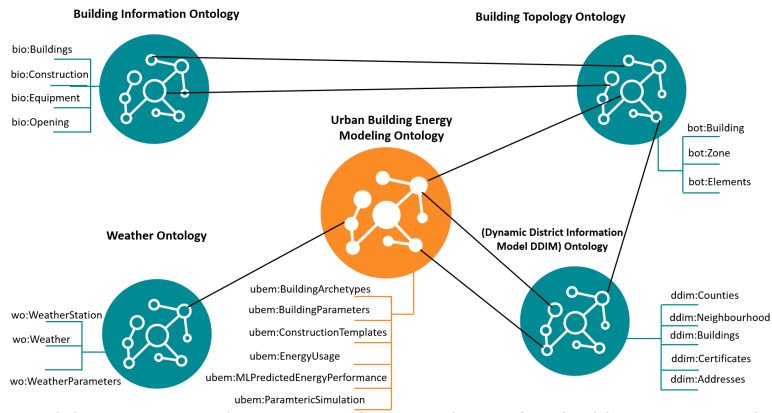 Building Information Ontology
bio:Buildings
bio:Construction
bio:Equipment
bio:Opening
Building Topology Ontology
bot:Building
bot:Zone
bot:Elements
Urban Building Energy
Modeling Ontology
ubem:BuildingArchetypes
ubem:BuildingParameters
ubem:ConstructionTemplates
ubem:EnergyUsage
ubem:MLPredictedEnergyPerformance
ubem:ParamtericSimulation
Weather Ontology
wo:WeatherStation
wo:Weather
wo:WeatherParameters
(Dynamic District Information
Model DDIM) Ontology
ddim:Counties
ddim:Neighbourhood
ddim:Buildings
ddim:Certificates
ddim:Addresses